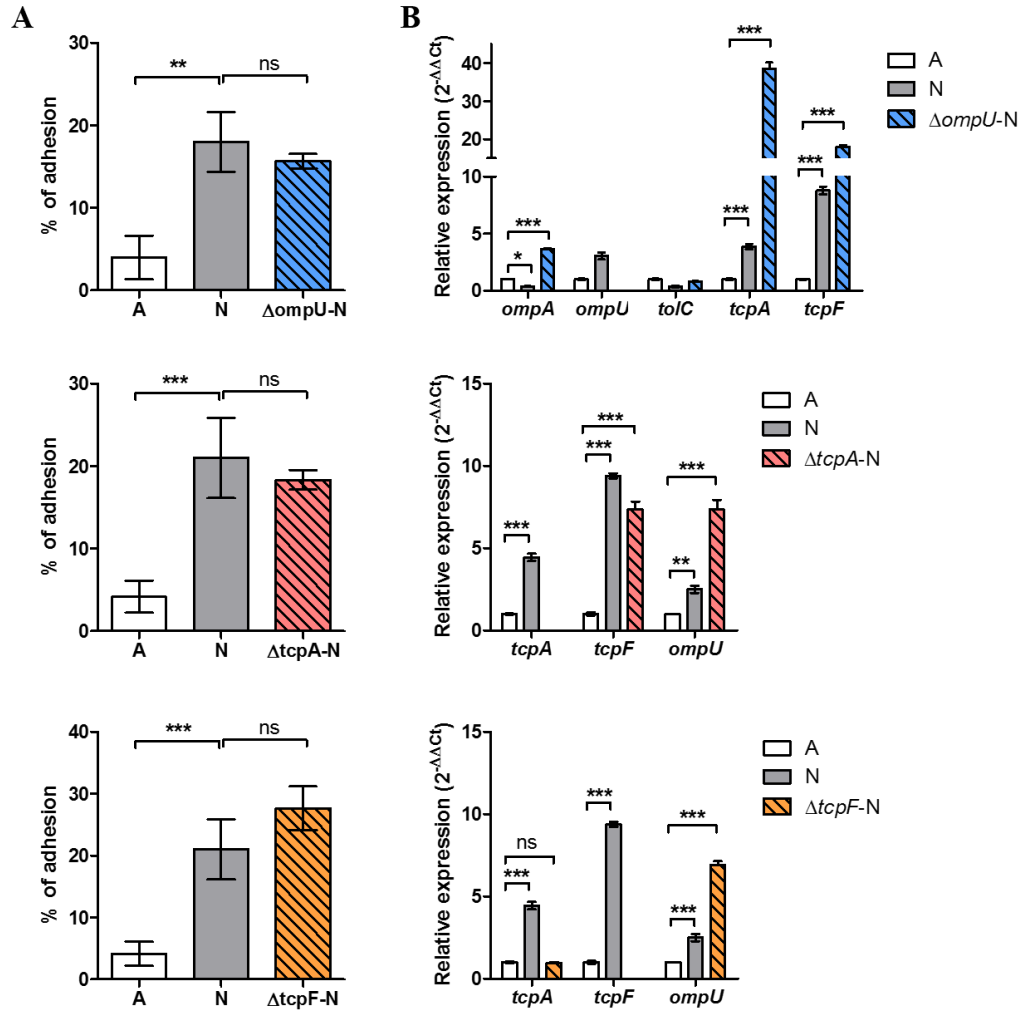 A
% of adhesion
30
20
10
0
** ns
A N ΔompU-N
B
Relative expression (2-ΔΔCt)
40
30
20
10
5
0
***
*
***
***
***
***
ompA ompU tolC tcpA tcpF
A
N
ΔompU-N
% of adhesion
30
20
10
0
*** ns
A N ΔtcpA-N
Relative expression (2-ΔΔCt)
15
10
5
0
***
***
***
***
**
tcpA tcpF ompU
A
N
ΔtcpA-N
% of adhesion
40
30
20
10
0
*** ns
A N ΔtcpF-N
Relative expression (2-ΔΔCt)
15
10
5
0
ns
***
***
***
***
tcpA tcpF ompU
A
N
ΔtcpF-N